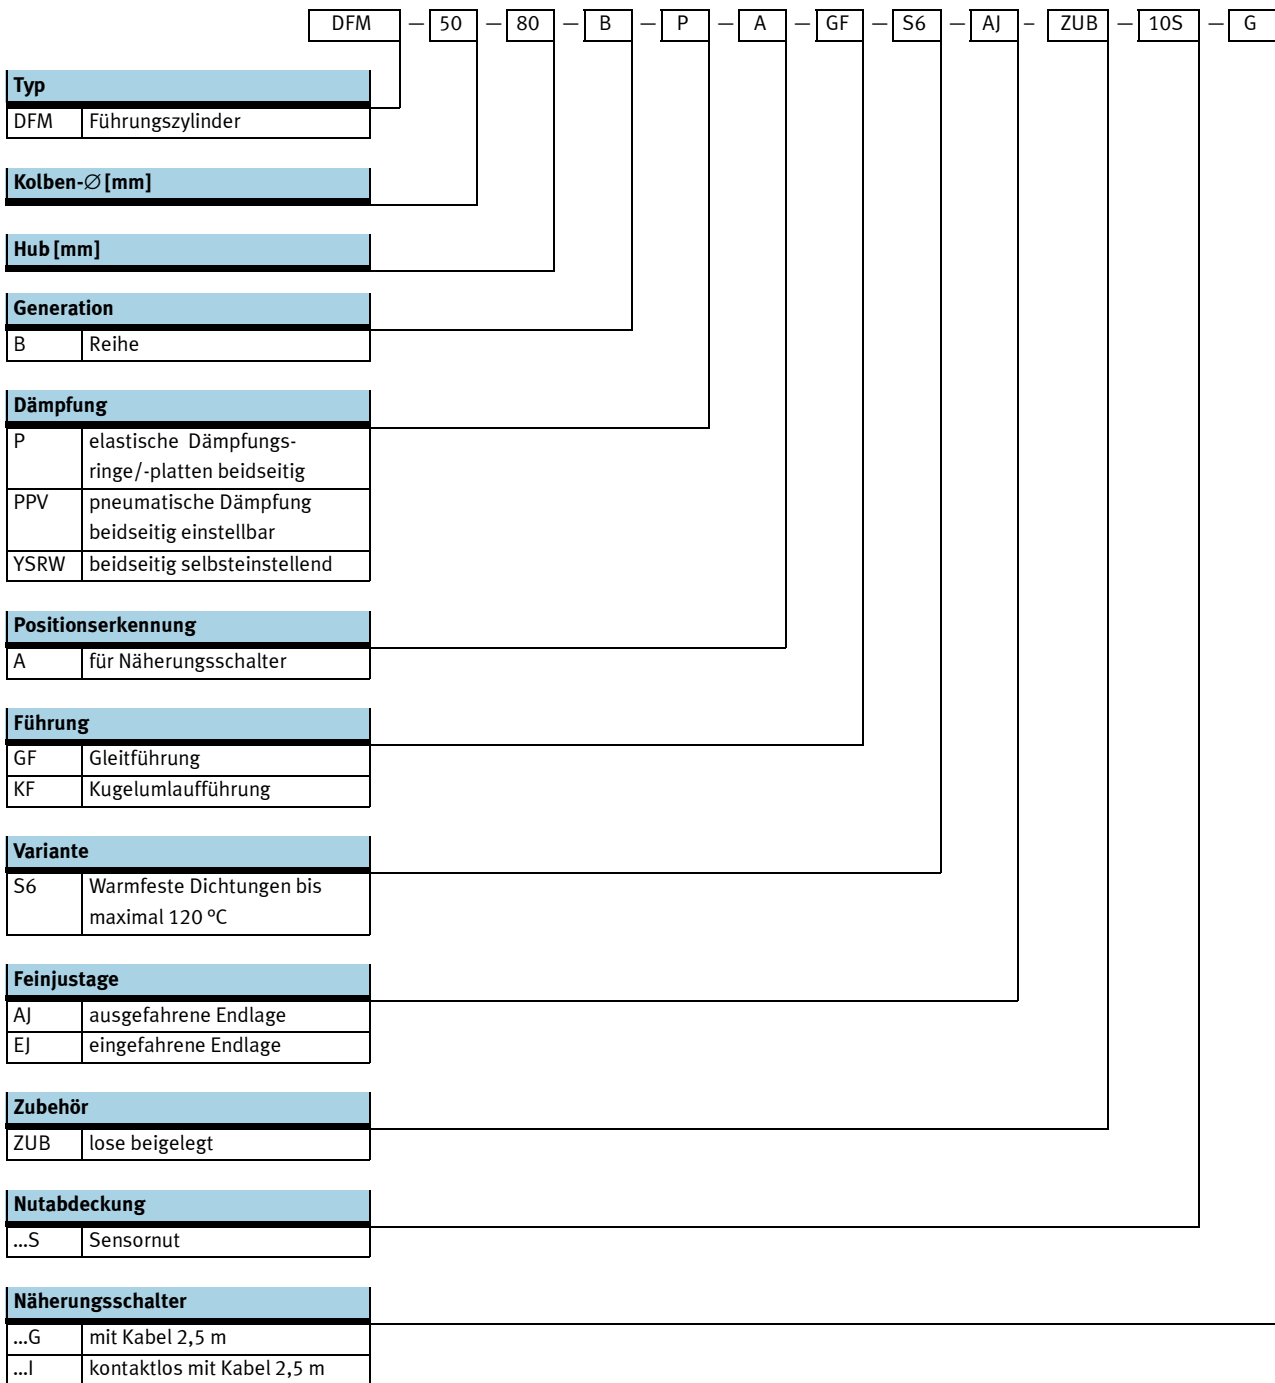 DFM — 50 — 80 — B — P — A — GF — S6 — AJ – ZUB — 10S — G
Typ
DFM Führungszylinder
Kolben-∅ [mm]
Hub [mm]
Generation
B Reihe
Dämpfung
P elastische Dämpfungs-
ringe/-platten beidseitig
PPV pneumatische Dämpfung
beidseitig einstellbar
YSRW beidseitig selbsteinstellend
Positionserkennung
A für Näherungsschalter
Führung
GF Gleitführung
KF Kugelumlaufführung
Variante
S6 Warmfeste Dichtungen bis
maximal 120 °C
Feinjustage
AJ ausgefahrene Endlage
EJ eingefahrene Endlage
Zubehör
ZUB lose beigelegt
Nutabdeckung
...S Sensornut
Näherungsschalter
...G mit Kabel 2,5 m
...I kontaktlos mit Kabel 2,5 m